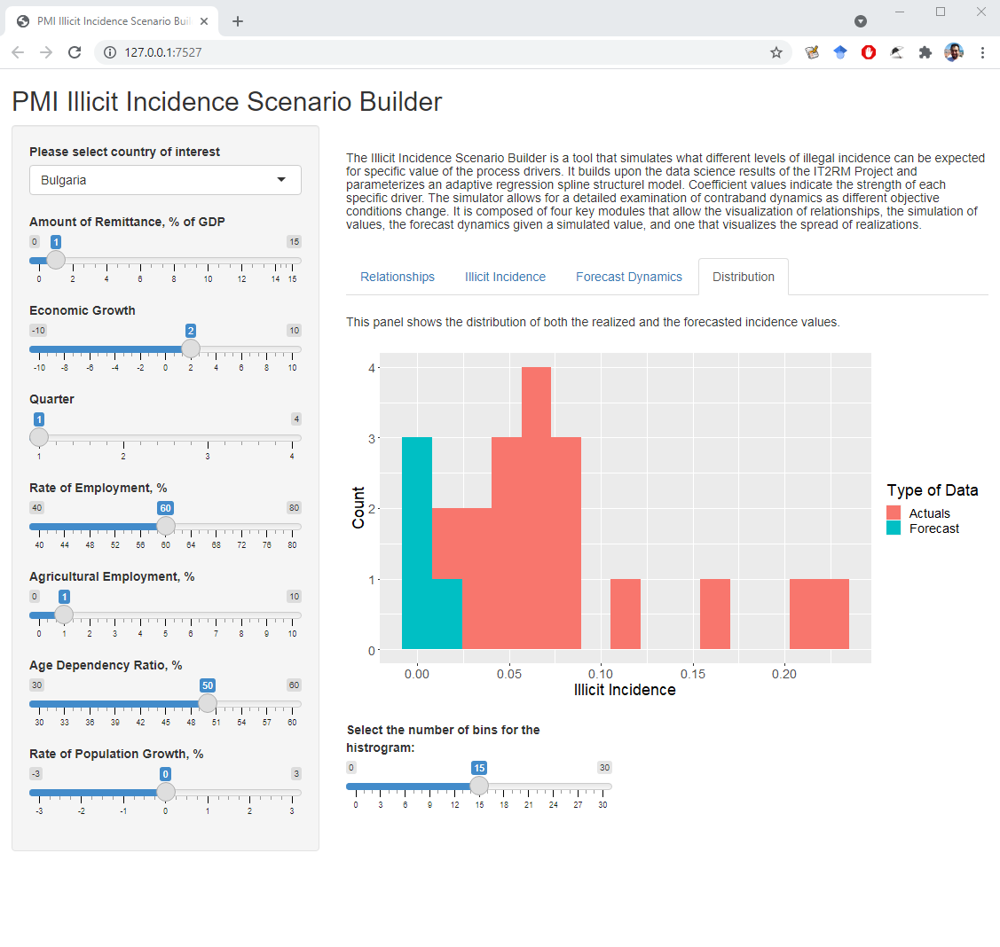 PMI Illicit Incidence Scenario Buil
127.0.0.1:7527
PMI Illicit Incidence Scenario Builder
Please select country of interest
Bulgaria
Amount of Remittance, % of GDP
0 1 15
0 2 4 6 8 10 12 14 15
Economic Growth
-10 2 10
-10 -8 -6 -4 -2 0 2 4 6 8 10
Quarter
1 4
1 2 3 4
Rate of Employment, %
40 60 80
40 44 48 52 56 60 64 68 72 76 80
Agricultural Employment, %
0 1 10
0 1 2 3 4 5 6 7 8 9 10
Age Dependency Ratio, %
30 50 60
30 33 36 39 42 45 48 51 54 57 60
Rate of Population Growth, %
-3 0 3
-3 -2 -1 0 1 2 3
The Illicit Incidence Scenario Builder is a tool that simulates what different levels of illegal incidence can be expected
for specific value of the process drivers. It builds upon the data science results of the IT2RM Project and
parameterizes an adaptive regression spline structurel model. Coefficient values indicate the strength of each
specific driver. The simulator allows for a detailed examination of contraband dynamics as different objective
conditions change. It is composed of four key modules that allow the visualization of relationships, the simulation of
values, the forecast dynamics given a simulated value, and one that visualizes the spread of realizations.
Relationships Illicit Incidence Forecast Dynamics Distribution
This panel shows the distribution of both the realized and the forecasted incidence values.
4
3
2
1
0
Count
0.00 0.05 0.10 0.15 0.20
Illicit Incidence
Type of Data
Actuals
Forecast
Select the number of bins for the
histrogram:
0 15 30
0 3 6 9 12 15 18 21 24 27 30